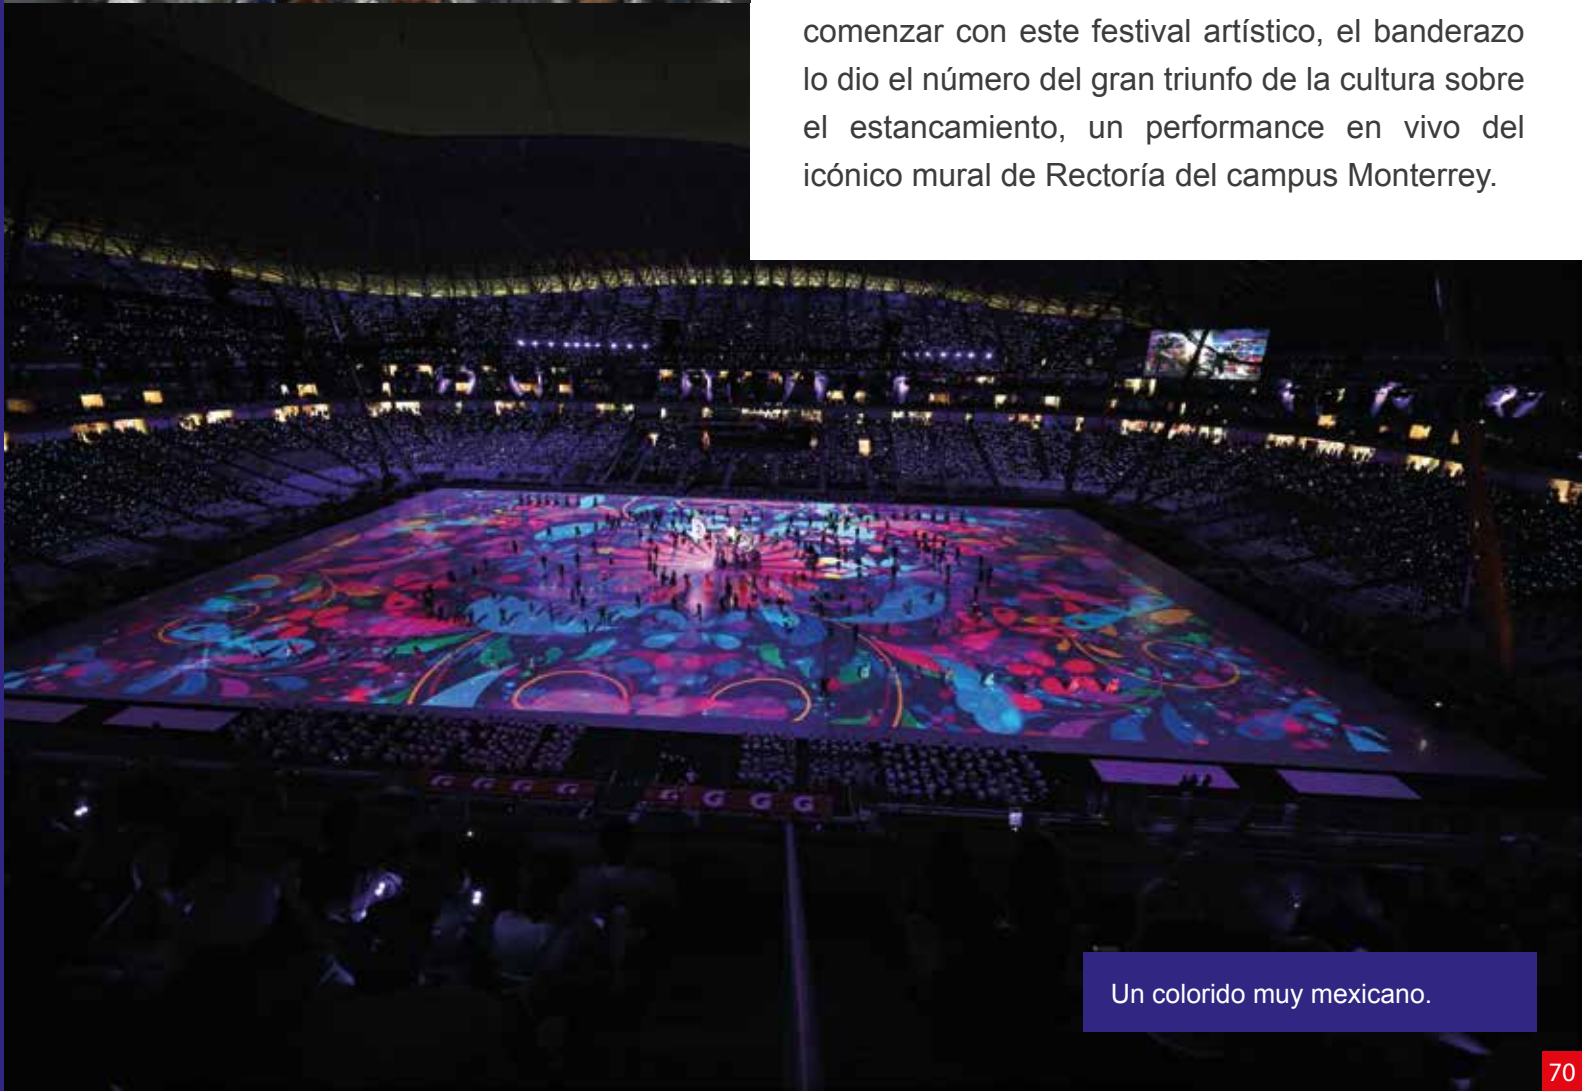 comenzar con este festival artístico, el banderazo
lo dio el número del gran triunfo de la cultura sobre
el estancamiento, un performance en vivo del
icónico mural de Rectoría del campus Monterrey.
G G G G G G G G
Un colorido muy mexicano.
70